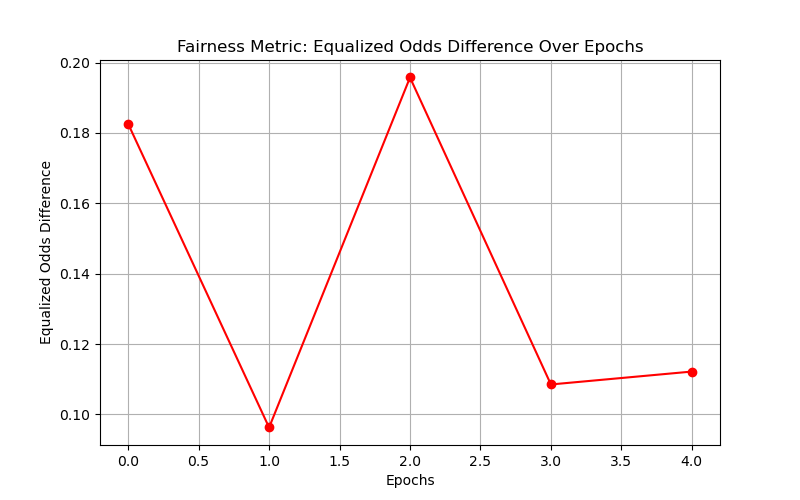 Fairness Metric: Equalized Odds Difference Over Epochs
Equalized Odds Difference
0.20
0.18
0.16
0.14
0.12
0.10
0.0 0.5 1.0 1.5 2.0 2.5 3.0 3.5 4.0
Epochs